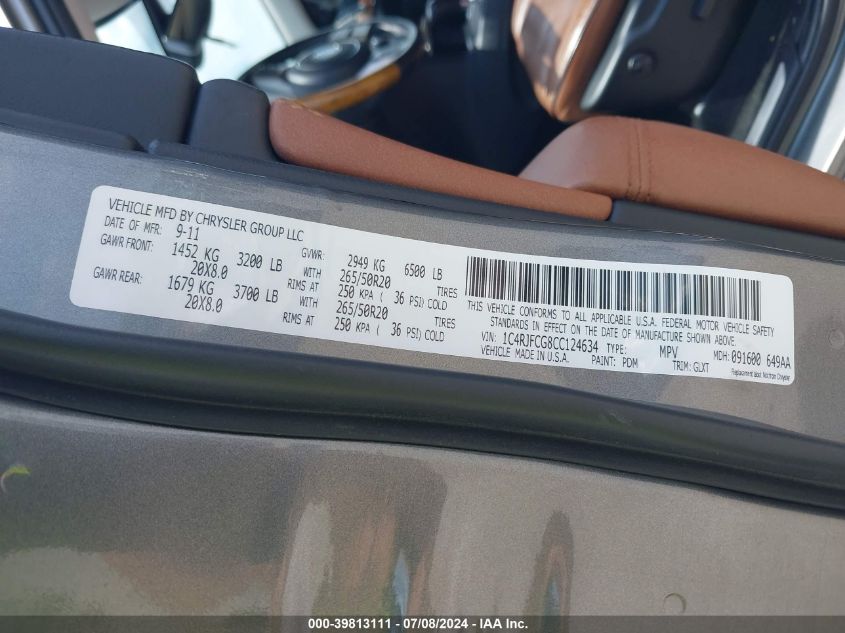 VEHICLE MFD BY CHRYSLER GROUP LLC
DATE OF MFR: 9-11 GVWR: 2949 KG 6500 LB
GAWR FRONT: 1452 KG 3200 LB WITH 265/50R20 TIRES
20X8.0 RIMS AT 250 KPA ( 36 PSI) COLD
GAWR REAR: 1679 KG 3700 LB WITH 265/50R20 TIRES
20X8.0 RIMS AT 250 KPA ( 36 PSI) COLD
THIS VEHICLE CONFORMS TO ALL APPLICABLE U.S.A. FEDERAL MOTOR VEHICLE SAFETY
STANDARDS IN EFFECT ON THE DATE OF MANUFACTURE SHOWN ABOVE.
VIN: 1C4RJFCG8CC124634 TYPE: MPV MDH: 091600 649AA
VEHICLE MADE IN U.S.A. PAINT: PDM TRIM: GLXT
Replacement label. Not from Chrysler
000-39813111 - 07/08/2024 - IAA Inc.